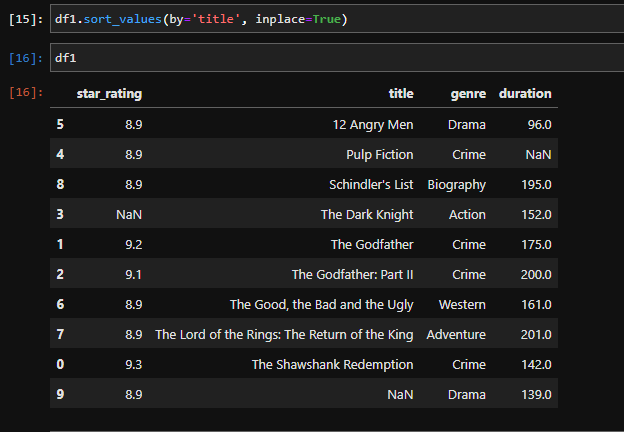 [15]: df1.sort_values(by='title', inplace=True)
[16]: df1
[16]: star_rating title genre duration
5 8.9 12 Angry Men Drama 96.0
4 8.9 Pulp Fiction Crime NaN
8 8.9 Schindler's List Biography 195.0
3 NaN The Dark Knight Action 152.0
1 9.2 The Godfather Crime 175.0
2 9.1 The Godfather: Part II Crime 200.0
6 8.9 The Good, the Bad and the Ugly Western 161.0
7 8.9 The Lord of the Rings: The Return of the King Adventure 201.0
0 9.3 The Shawshank Redemption Crime 142.0
9 8.9 NaN Drama 139.0